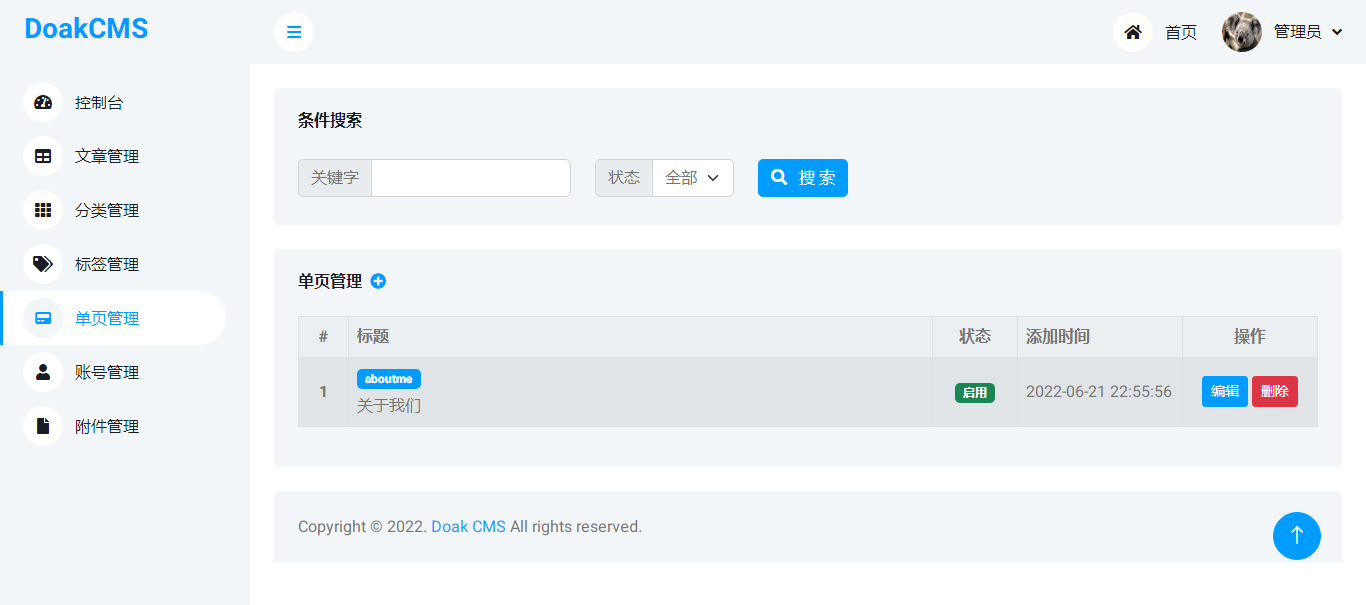 DoakCMS
首页
管理员
控制台
文章管理
分类管理
标签管理
单页管理
账号管理
附件管理
条件搜索
关键字
状态 全部
搜 索
单页管理
# 标题 状态 添加时间 操作
1 aboutme 关于我们 启用 2022-06-21 22:55:56 编辑 删除
Copyright © 2022. Doak CMS All rights reserved.